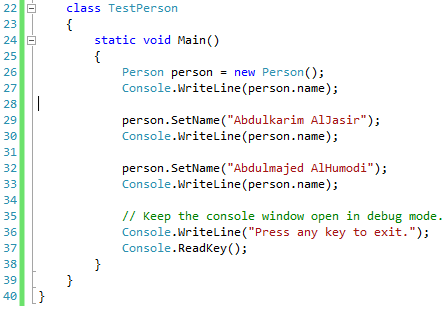 22 class TestPerson
23 {
24 static void Main()
25 {
26 Person person = new Person();
27 Console.WriteLine(person.name);
28
29 person.SetName("Abdulkarim AlJasir");
30 Console.WriteLine(person.name);
31
32 person.SetName("Abdulmajed AlHumodi");
33 Console.WriteLine(person.name);
34
35 // Keep the console window open in debug mode.
36 Console.WriteLine("Press any key to exit.");
37 Console.ReadKey();
38 }
39 }
40 }